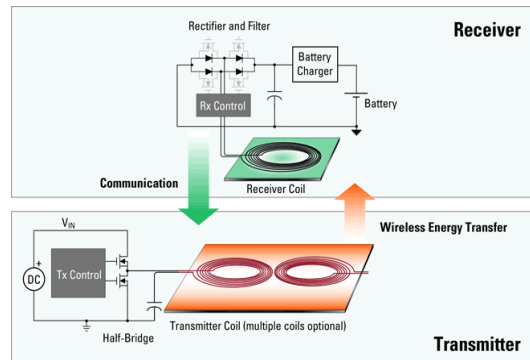 Rectifier and Filter
Receiver
Battery
Charger
Rx Control
Battery
Receiver Coil
Communication
Wireless Energy Transfer
VIN
+
DC
Tx Control
Half-Bridge
Transmitter Coil (multiple coils optional)
Transmitter